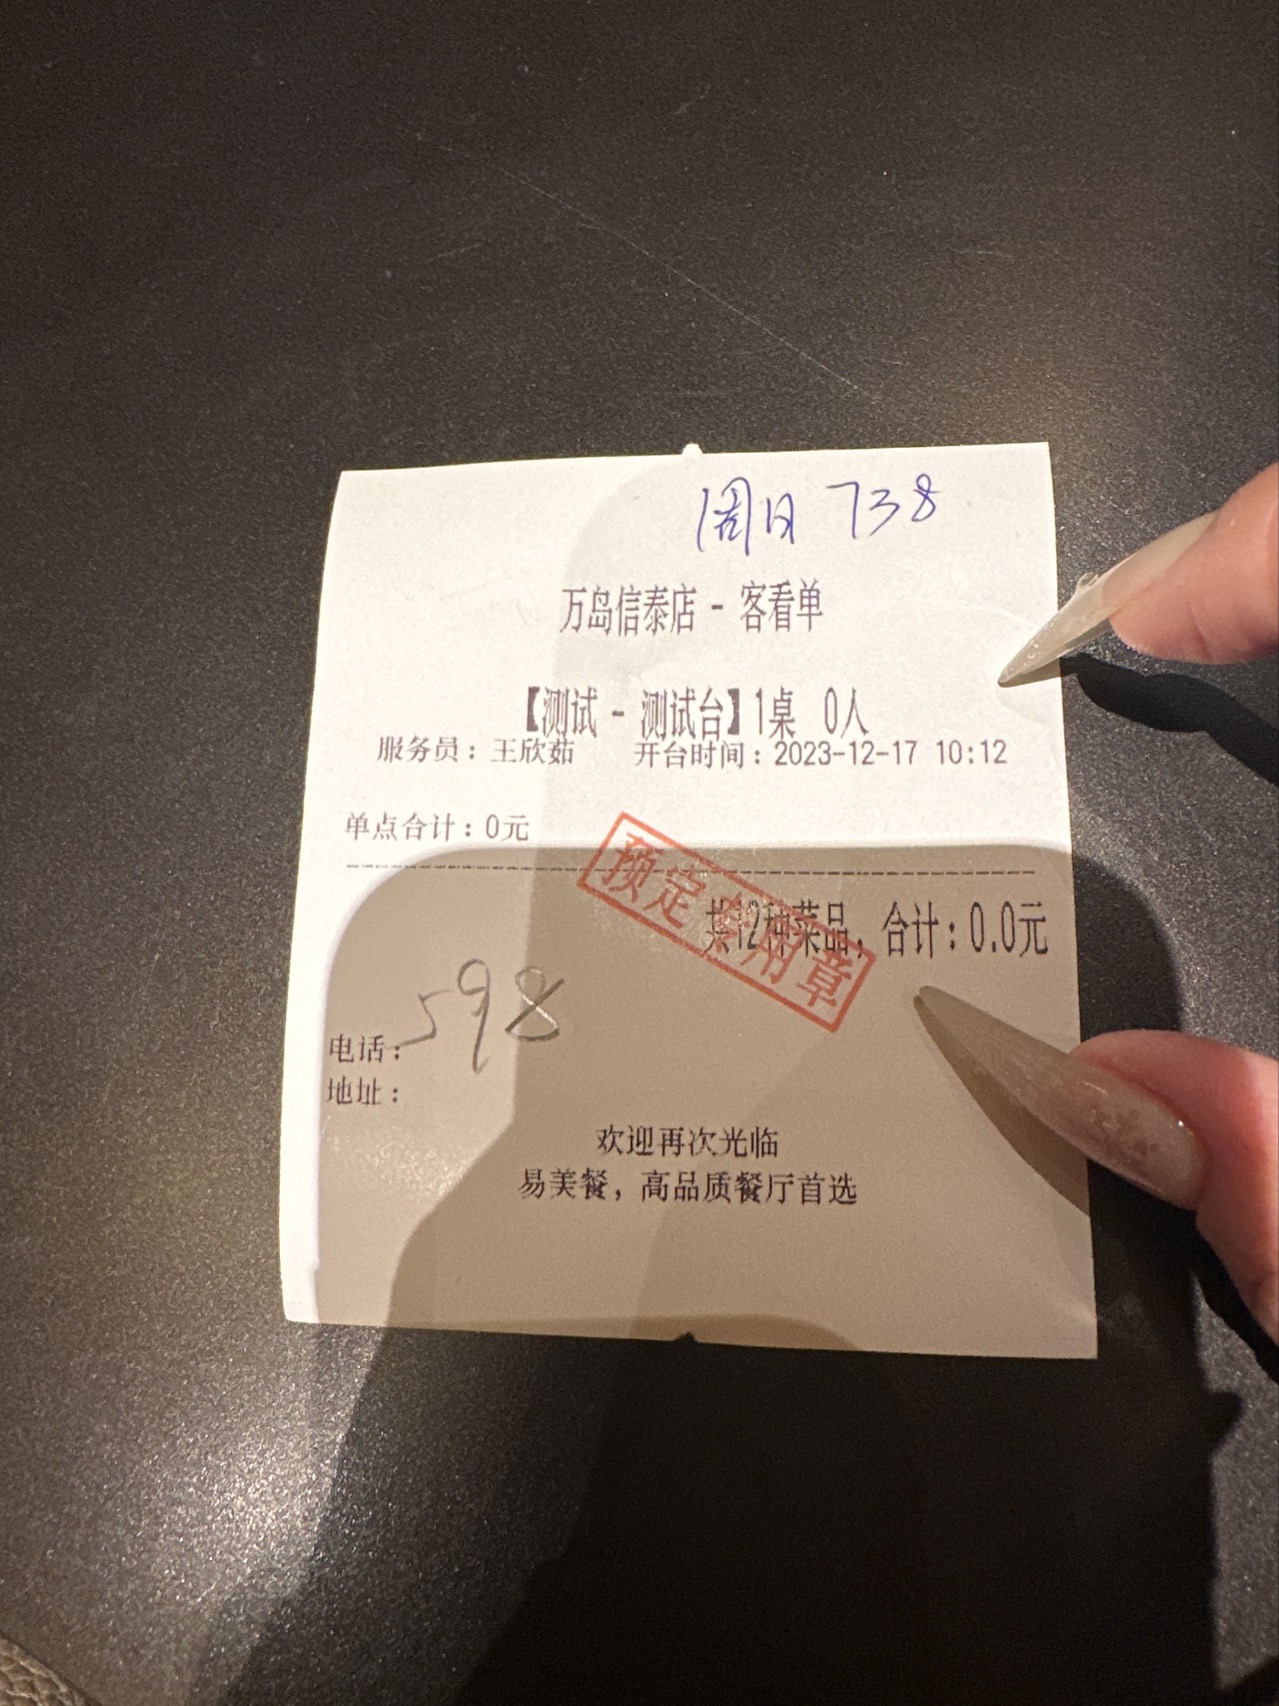 周日 738
万岛信泰店 - 客看单
【测试 - 测试台】1桌 0人
服务员：王欣茹 开台时间：2023-12-17 10:12
单点合计：0元
预定专用章
共12种菜品，合计：0.0元
598
电话：
地址：
欢迎再次光临
易美餐，高品质餐厅首选